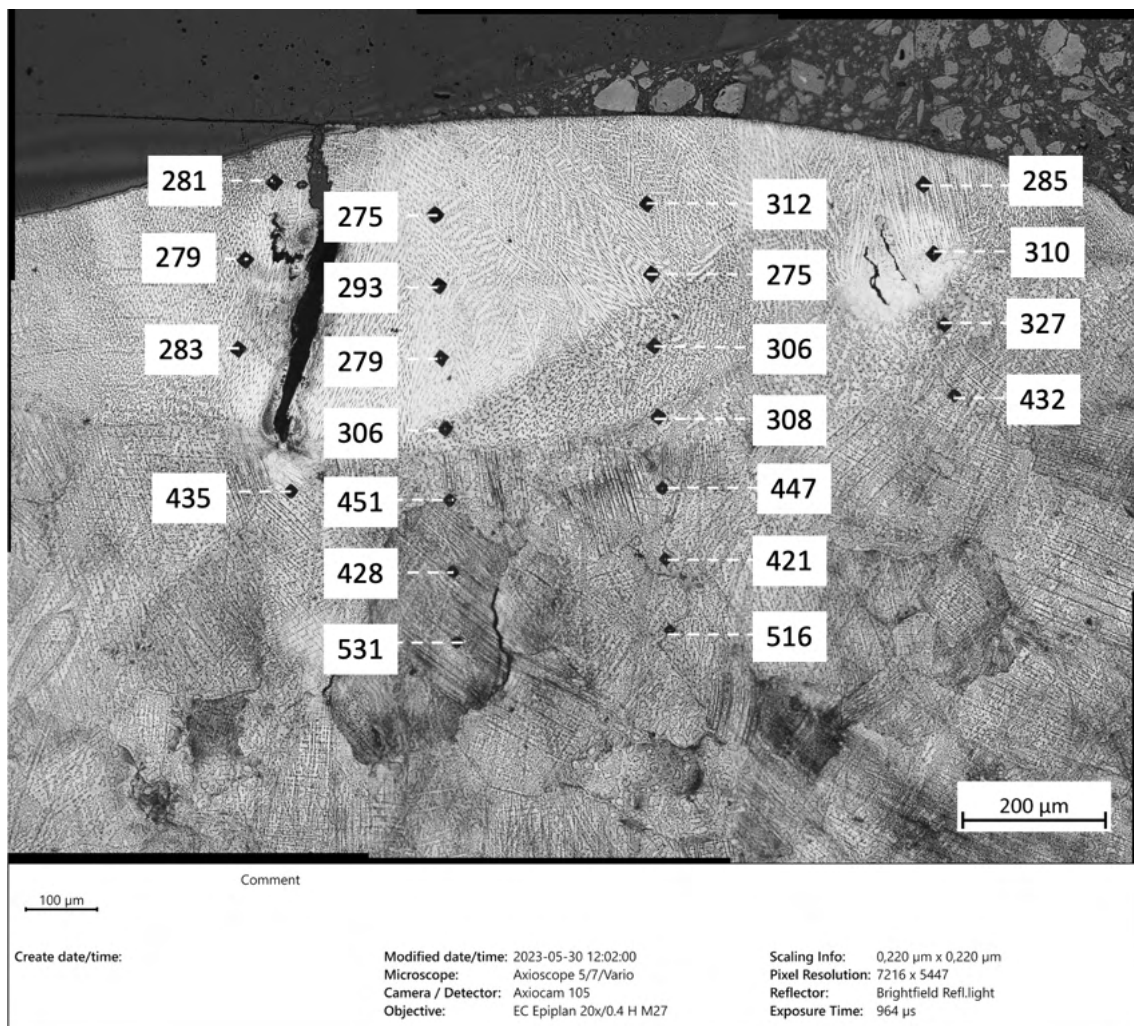 281
279
283
435
275
293
279
306
451
428
531
312
275
306
308
447
421
516
285
310
327
432
200 µm
Comment
100 µm
Create date/time:
Modified date/time: 2023-05-30 12:02:00
Microscope: Axioscope 5/7/Vario
Camera / Detector: Axiocam 105
Objective: EC Epiplan 20x/0.4 H M27
Scaling Info: 0,220 µm x 0,220 µm
Pixel Resolution: 7216 x 5447
Reflector: Brightfield Refl.light
Exposure Time: 964 µs